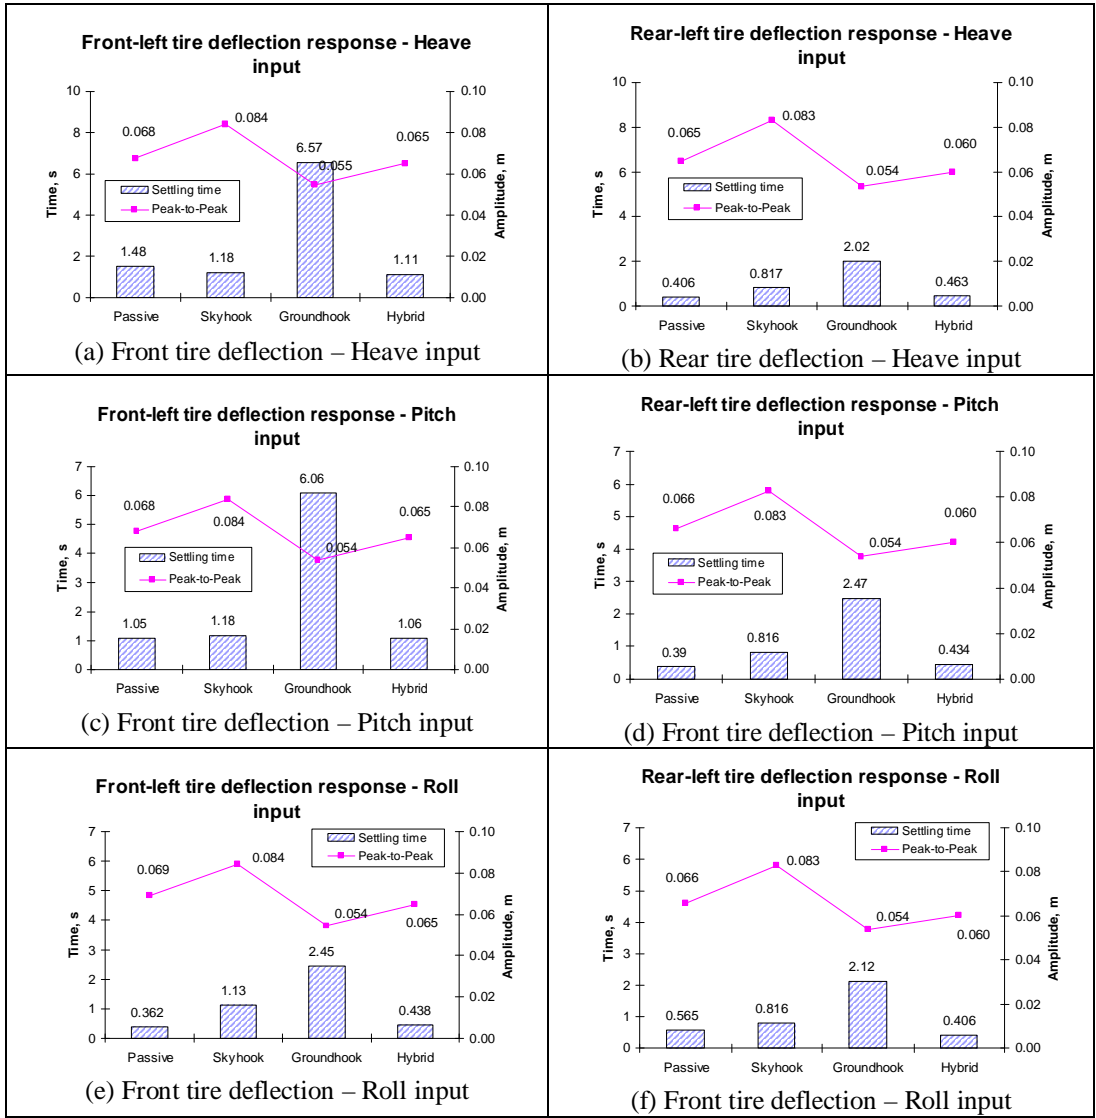 Front-left tire deflection response - Heave
input
10
8
6
4
2
0
Time, s
0.10
0.08
0.06
0.04
0.02
0.00
Amplitude, m
0.068
0.084
0.055
0.065
6.57
1.48
1.18
1.11
Settling time
Peak-to-Peak
Passive Skyhook Groundhook Hybrid
(a) Front tire deflection – Heave input
Rear-left tire deflection response - Heave
input
10
8
6
4
2
0
Time, s
0.10
0.08
0.06
0.04
0.02
0.00
Amplitude, m
0.065
0.083
0.054
0.060
0.406
0.817
2.02
0.463
Settling time
Peak-to-Peak
Passive Skyhook Groundhook Hybrid
(b) Rear tire deflection – Heave input
Front-left tire deflection response - Pitch
input
7
6
5
4
3
2
1
0
Time, s
0.10
0.08
0.06
0.04
0.02
0.00
Amplitude, m
0.068
0.084
0.054
0.065
6.06
1.05
1.18
1.06
Settling time
Peak-to-Peak
Passive Skyhook Groundhook Hybrid
(c) Front tire deflection – Pitch input
Rear-left tire deflection response - Pitch
input
7
6
5
4
3
2
1
0
Time, s
0.10
0.08
0.06
0.04
0.02
0.00
Amplitude, m
0.066
0.083
0.054
0.060
0.39
0.816
2.47
0.434
Settling time
Peak-to-Peak
Passive Skyhook Groundhook Hybrid
(d) Front tire deflection – Pitch input
Front-left tire deflection response - Roll
input
7
6
5
4
3
2
1
0
Time, s
0.10
0.08
0.06
0.04
0.02
0.00
Amplitude, m
Settling time
Peak-to-Peak
0.069
0.084
0.054
0.065
0.362
1.13
2.45
0.438
Passive Skyhook Groundhook Hybrid
(e) Front tire deflection – Roll input
Rear-left tire deflection response - Roll
input
7
6
5
4
3
2
1
0
Time, s
0.10
0.08
0.06
0.04
0.02
0.00
Amplitude, m
Settling time
Peak-to-Peak
0.066
0.083
0.054
0.060
0.565
0.816
2.12
0.406
Passive Skyhook Groundhook Hybrid
(f) Front tire deflection – Roll input